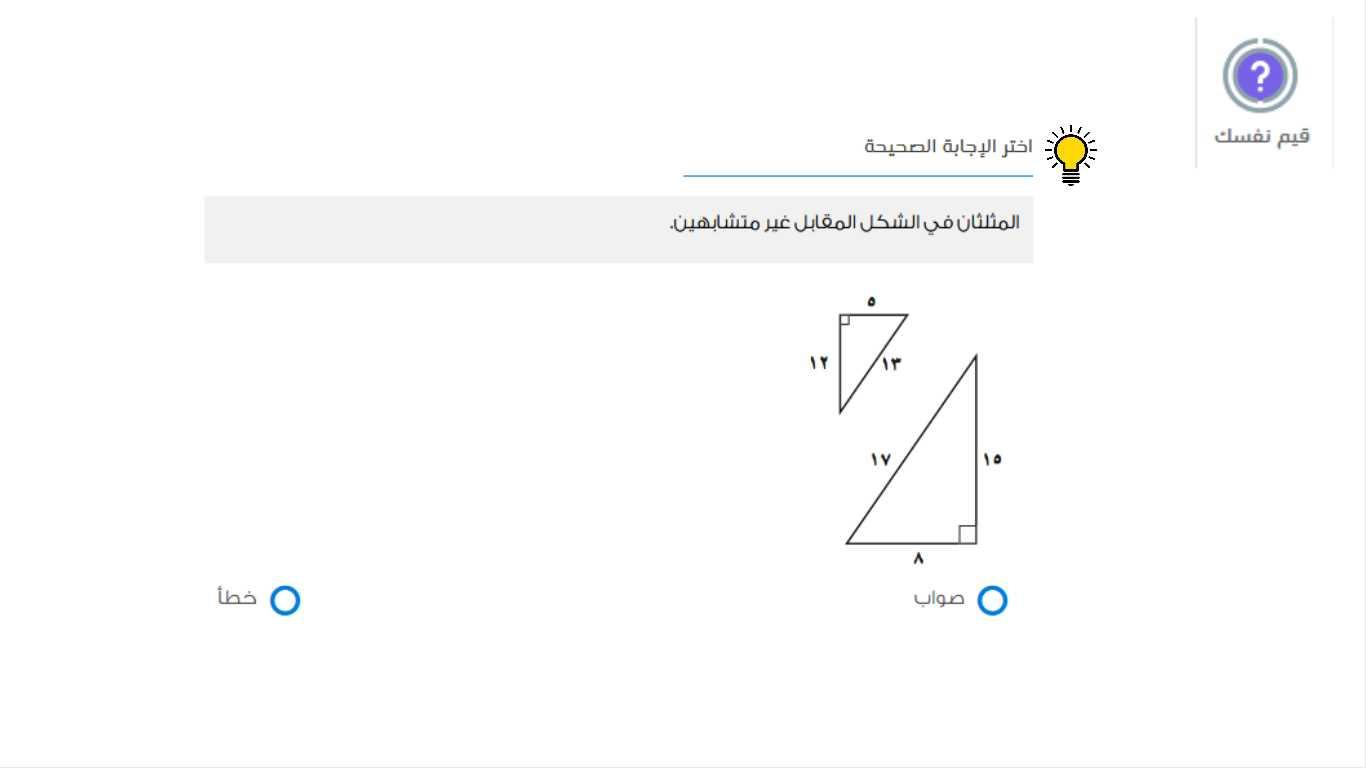 قيم نفسك
اختر الإجابة الصحيحة
المثلثان في الشكل المقابل غير متشابهين.
٥
١٢
١٣
١٧
١٥
٨
صواب
خطأ